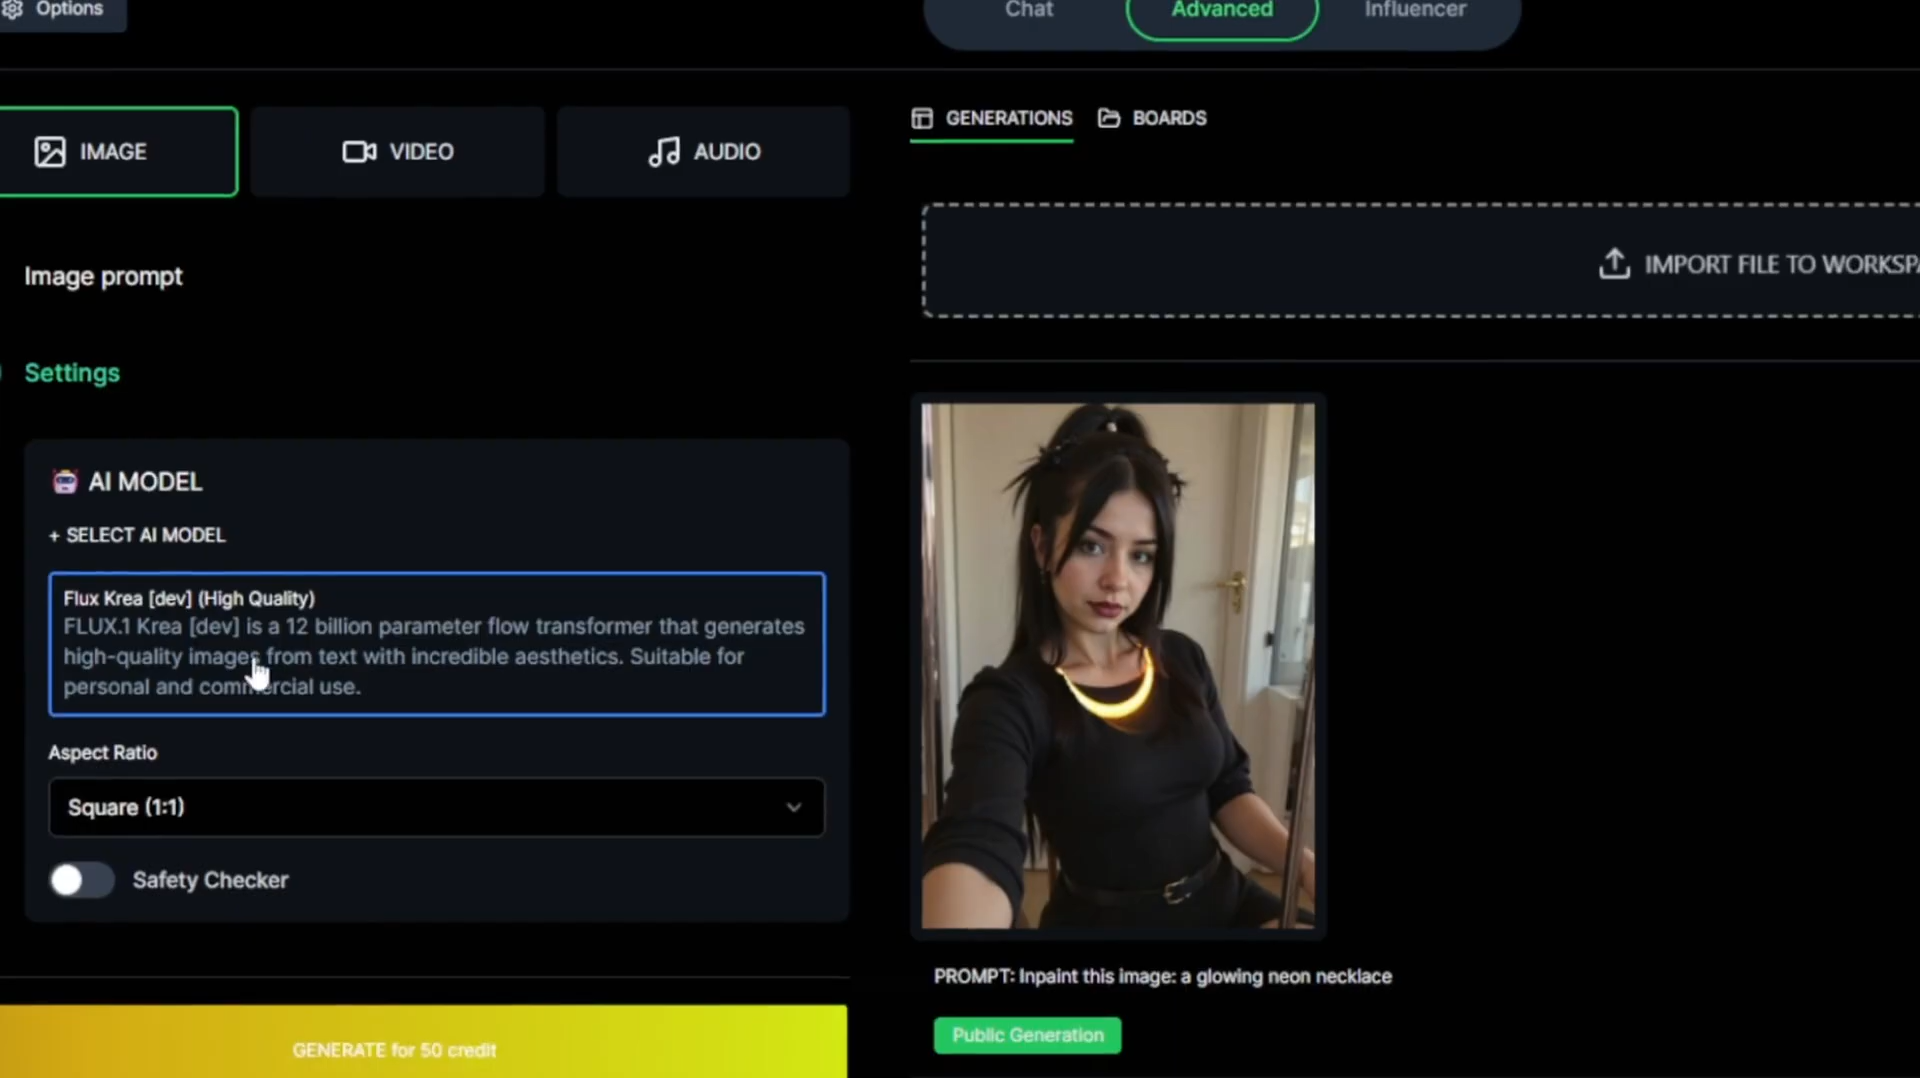 Options
Chat
Advanced
Influencer
IMAGE
VIDEO
AUDIO
GENERATIONS
BOARDS
IMPORT FILE TO WORKSPA
Image prompt
Settings
AI MODEL
+ SELECT AI MODEL
Flux Krea [dev] (High Quality)
FLUX.1 Krea [dev] is a 12 billion parameter flow transformer that generates
high-quality images from text with incredible aesthetics. Suitable for
personal and commercial use.
Aspect Ratio
Square (1:1)
Safety Checker
GENERATE for 50 credit
PROMPT: Inpaint this image: a glowing neon necklace
Public Generation